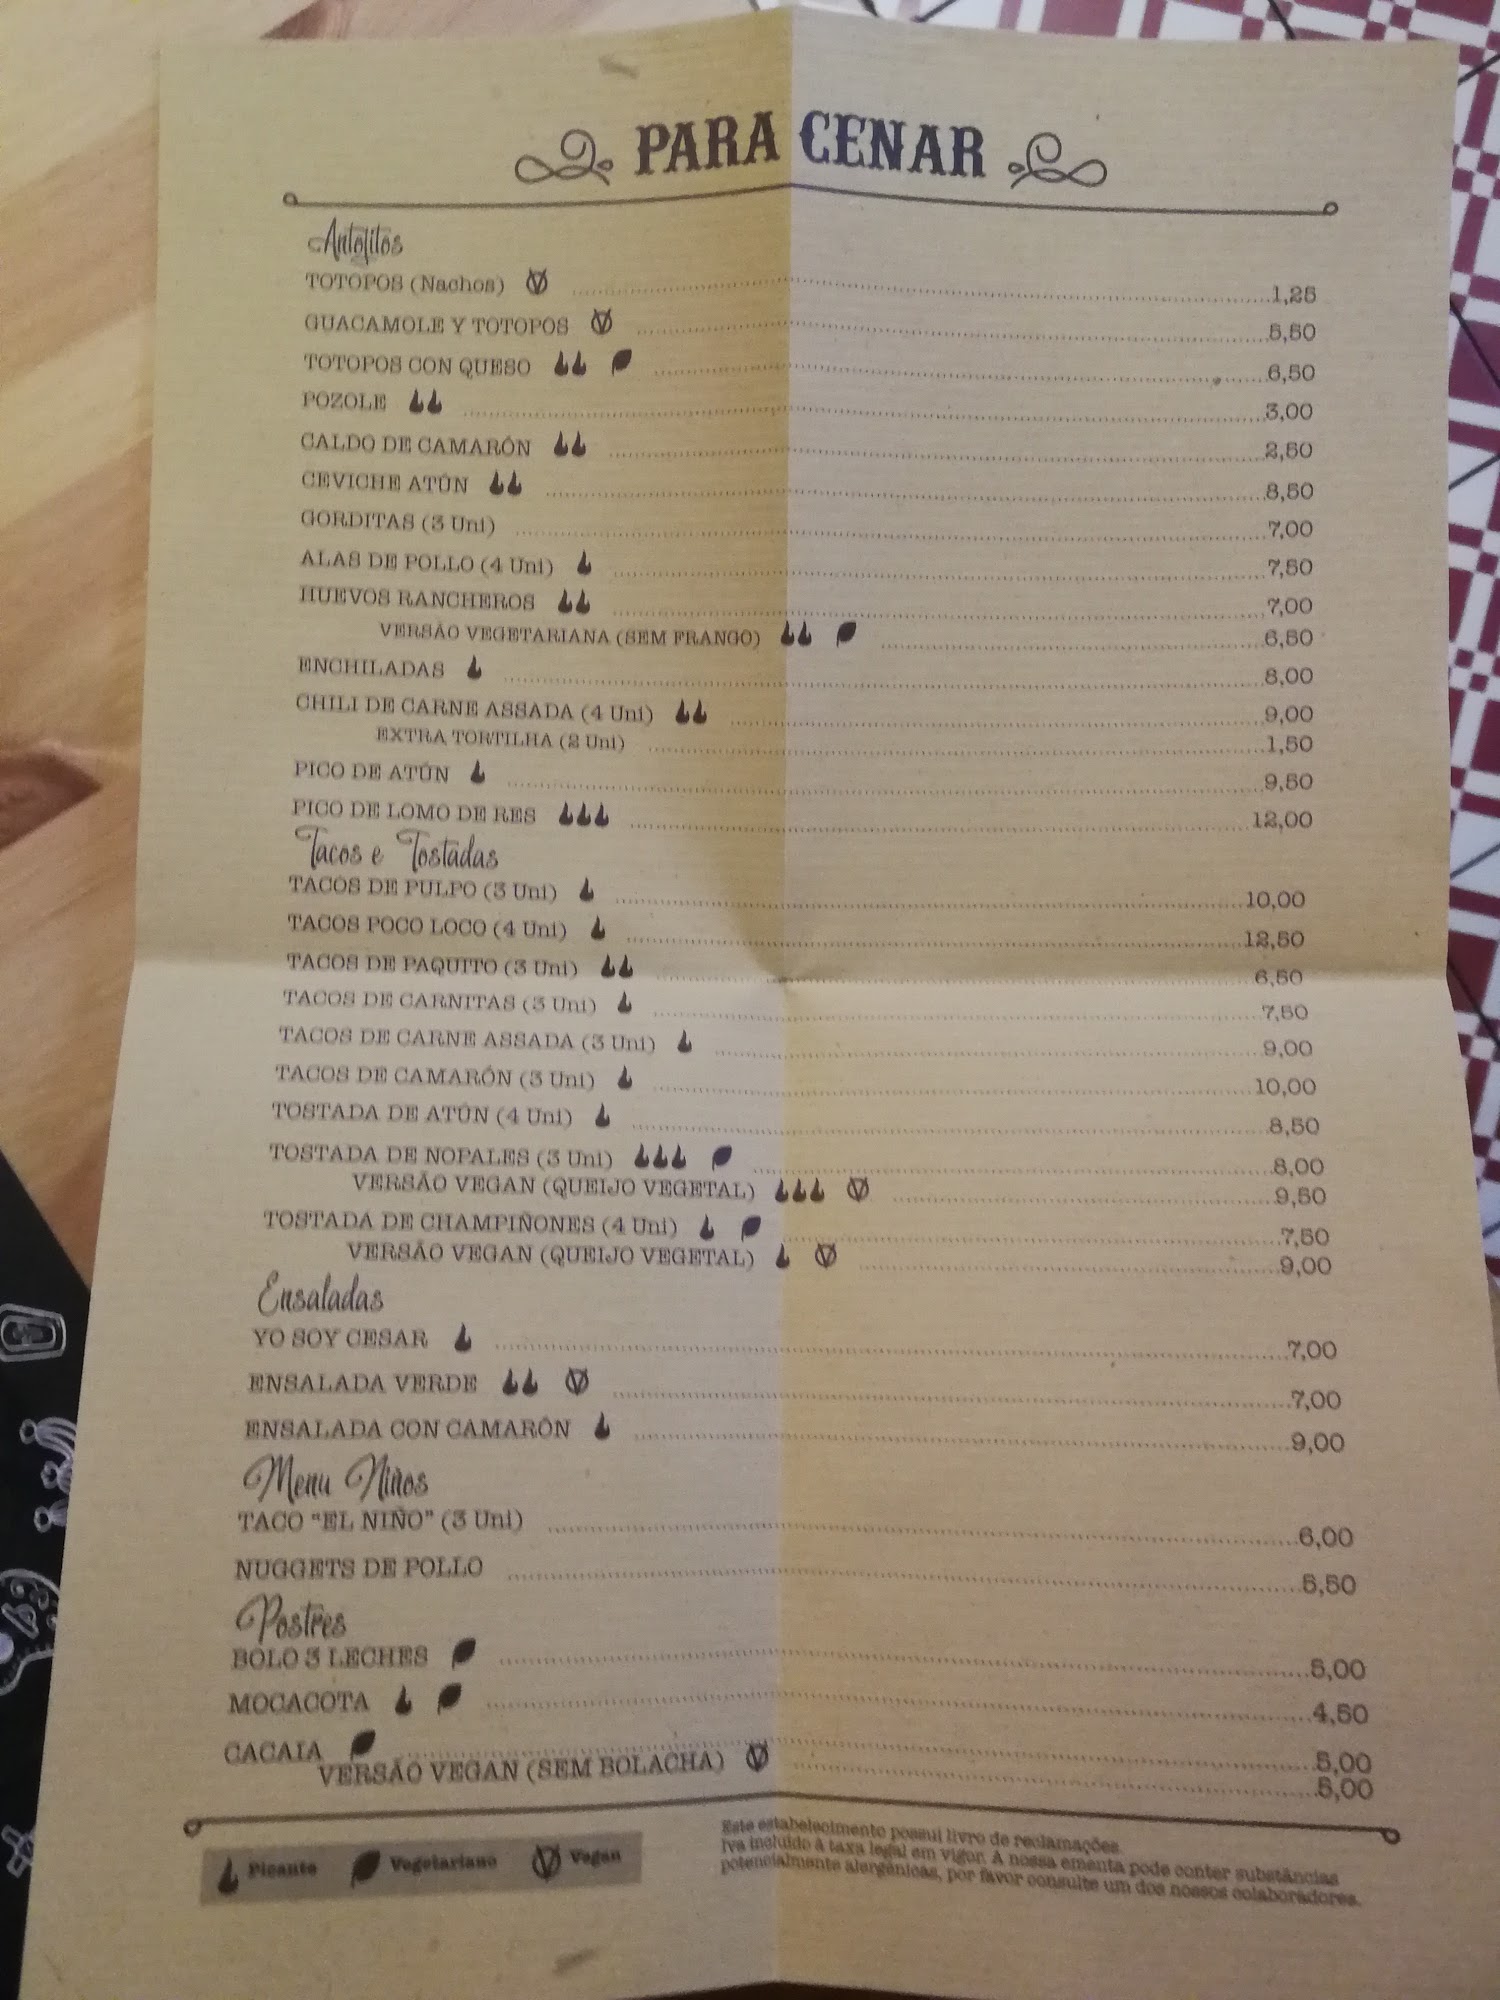 PARA CENAR
Antojitos
TOTOPOS (Nachos) 1,25
GUACAMOLE Y TOTOPOS 5,50
TOTOPOS CON QUESO 6,50
POZOLE 3,00
CALDO DE CAMARÓN 2,50
CEVICHE ATÚN 8,50
GORDITAS (3 Uni) 7,00
ALAS DE POLLO (4 Uni) 7,50
HUEVOS RANCHEROS 7,00
VERSÃO VEGETARIANA (SEM FRANGO) 6,50
ENCHILADAS 8,00
CHILI DE CARNE ASSADA (4 Uni) 9,00
EXTRA TORTILHA (2 Uni) 1,50
PICO DE ATÚN 9,50
PICO DE LOMO DE RES 12,00
Tacos e Tostadas
TACOS DE PULPO (3 Uni) 10,00
TACOS POCO LOCO (4 Uni) 12,50
TACOS DE PAQUITO (3 Uni) 6,50
TACOS DE CARNITAS (3 Uni) 7,50
TACOS DE CARNE ASSADA (3 Uni) 9,00
TACOS DE CAMARÓN (3 Uni) 10,00
TOSTADA DE ATÚN (4 Uni) 8,50
TOSTADA DE NOPALES (3 Uni) 8,00
VERSÃO VEGAN (QUEIJO VEGETAL) 9,50
TOSTADA DE CHAMPIÑONES (4 Uni) 7,50
VERSÃO VEGAN (QUEIJO VEGETAL) 9,00
Ensaladas
YO SOY CESAR 7,00
ENSALADA VERDE 7,00
ENSALADA CON CAMARÓN 9,00
Menu Niños
TACO "EL NIÑO" (3 Uni) 6,00
NUGGETS DE POLLO 5,50
Postres
BOLO 3 LECHES 5,00
MOCACOTA 4,50
CACAIA 5,00
VERSÃO VEGAN (SEM BOLACHA) 5,00
Picante Vegetariano Vegan
Este estabelecimento possui livro de reclamações.
Iva incluído à taxa legal em vigor. A nossa ementa pode conter substâncias
potencialmente alergénicas, por favor consulte um dos nossos colaboradores.